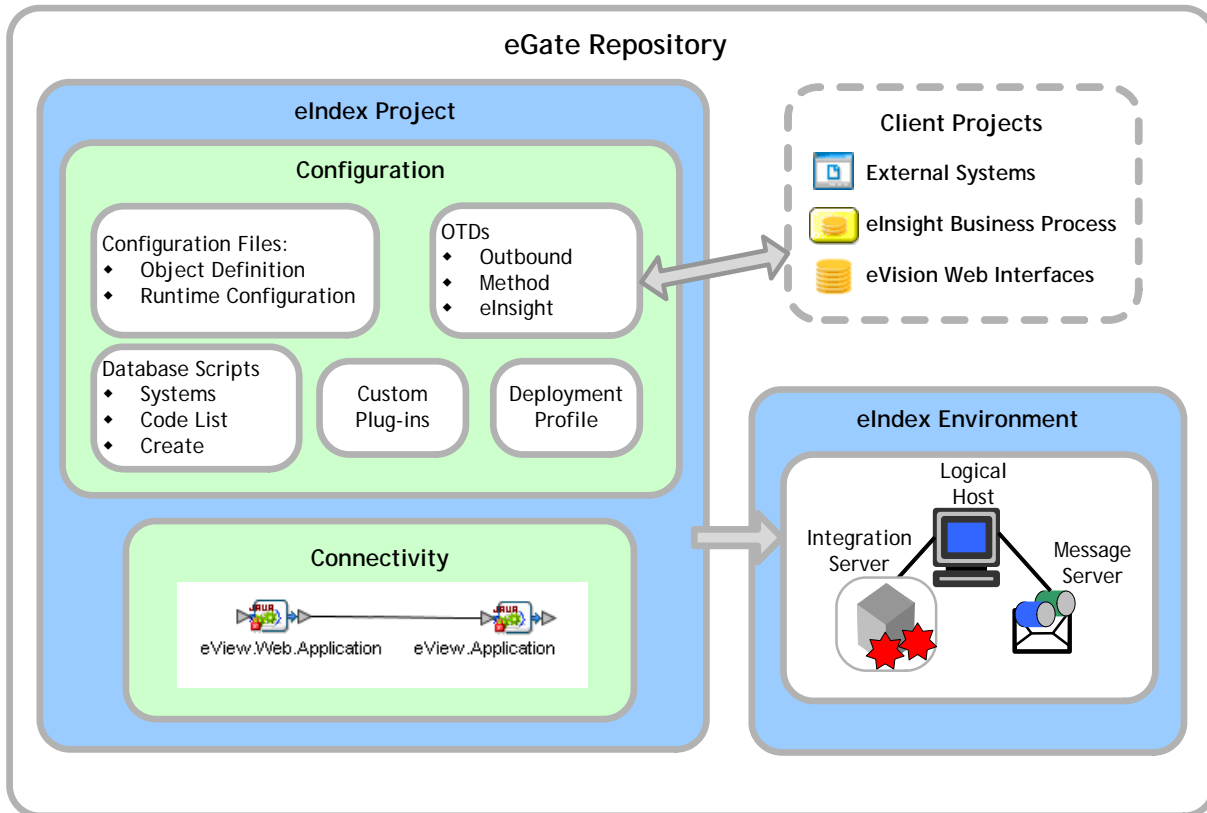 eGate Repository
eIndex Project
Configuration
Configuration Files:
◆ Object Definition
◆ Runtime Configuration
OTDs
◆ Outbound
◆ Method
◆ eInsight
Database Scripts
◆ Systems
◆ Code List
◆ Create
Custom
Plug-ins
Deployment
Profile
Connectivity
JAVA
JAVA
eView.Web.Application
eView.Application
Client Projects
External Systems
eInsight Business Process
eVision Web Interfaces
eIndex Environment
Logical
Host
Integration
Server
Message
Server